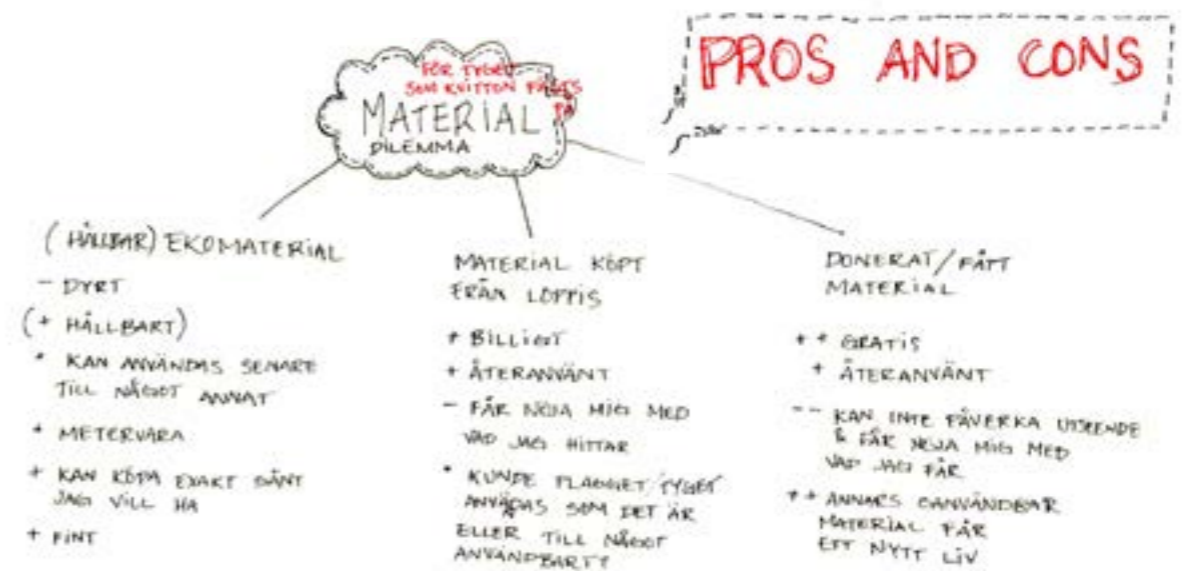 PROS AND CONS
FÖR TYGET
SOM KVITTON FÄSTS
PÅ
MATERIAL
DILEMMA
(HÅLLBAR) EKOMATERIAL
- DYRT
(+ HÅLLBART)
* KAN ANVÄNDAS SENARE
TILL NÅGOT ANNAT
+ METERVARA
+ KAN KÖPA EXAKT SÅNT
JAG VILL HA
+ FINT
MATERIAL KÖPT
FRÅN LOPPIS
+ BILLIGT
+ ÅTERANVÄNT
- FÅR NÖJA MIG MED
VAD JAG HITTAR
* KUNDE PLAGGET/TYGET
ANVÄDAS SOM DET ÄR
ELLER TILL NÅGOT
ANVÄNDBART?
DONERAT/FÅTT
MATERIAL
++ GRATIS
+ ÅTERANVÄNT
-- KAN INTE PÅVERKA UTSEENDE
& FÅR NÖJA MIG MED
VAD JAG FÅR
++ ANNARS OANVÄNDBAR
MATERIAL FÅR
ETT NYTT LIV